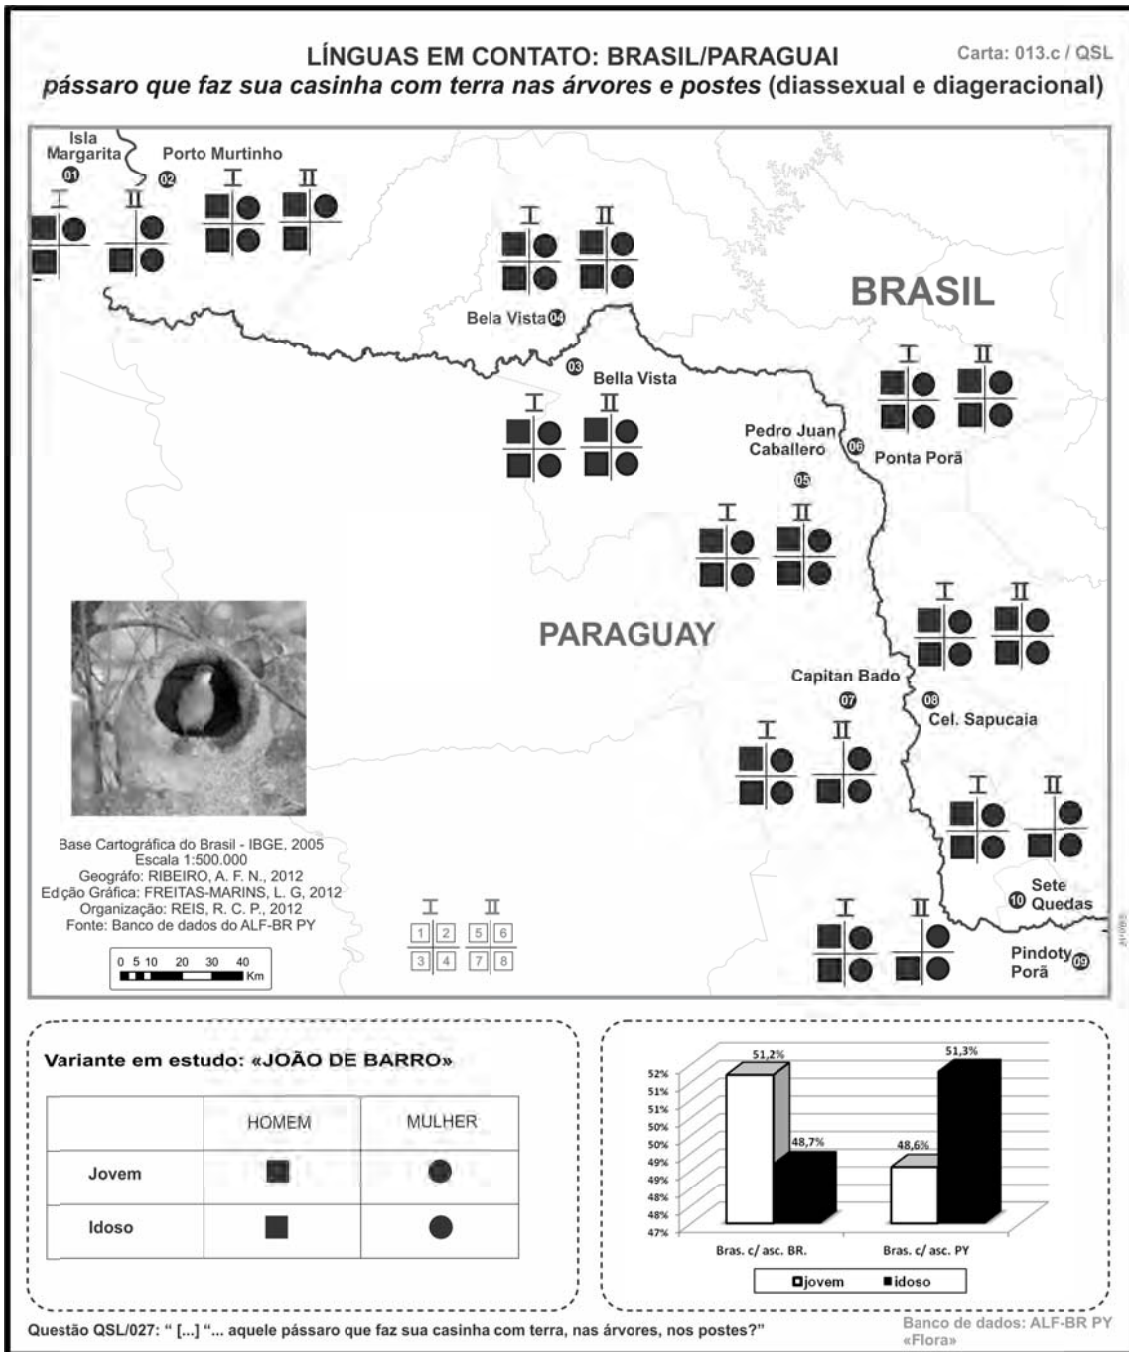 LÍNGUAS EM CONTATO: BRASIL/PARAGUAI
Carta: 013.c / QSL
pássaro que faz sua casinha com terra nas árvores e postes (diassexual e diageracional)
Isla
Margarita
01
Porto Murtinho
02
I
II
I
II
I
II
Bela Vista
04
BRASIL
03
Bella Vista
I
II
I
II
Pedro Juan
Caballero
05
06
Ponta Porã
I
II
PARAGUAY
I
II
Capitan Bado
07
08
Cel. Sapucaia
I
II
I
II
10
Sete
Quedas
I
II
Pindoty
Porã
09
Base Cartográfica do Brasil - IBGE, 2005
Escala 1:500.000
Geográfo: RIBEIRO, A. F. N., 2012
Edição Gráfica: FREITAS-MARINS, L. G, 2012
Organização: REIS, R. C. P., 2012
Fonte: Banco de dados do ALF-BR PY
0 5 10 20 30 40
Km
I II
1 2 5 6
3 4 7 8
Variante em estudo: «JOÃO DE BARRO»
HOMEM MULHER
Jovem
Idoso
52%
52%
51%
51%
50%
50%
49%
49%
48%
48%
47%
51,2%
48,7%
48,6%
51,3%
Bras. c/ asc. BR. Bras. c/ asc. PY
jovem idoso
Questão QSL/027: “ [...] “... aquele pássaro que faz sua casinha com terra, nas árvores, nos postes?”
Banco de dados: ALF-BR PY
«Flora»